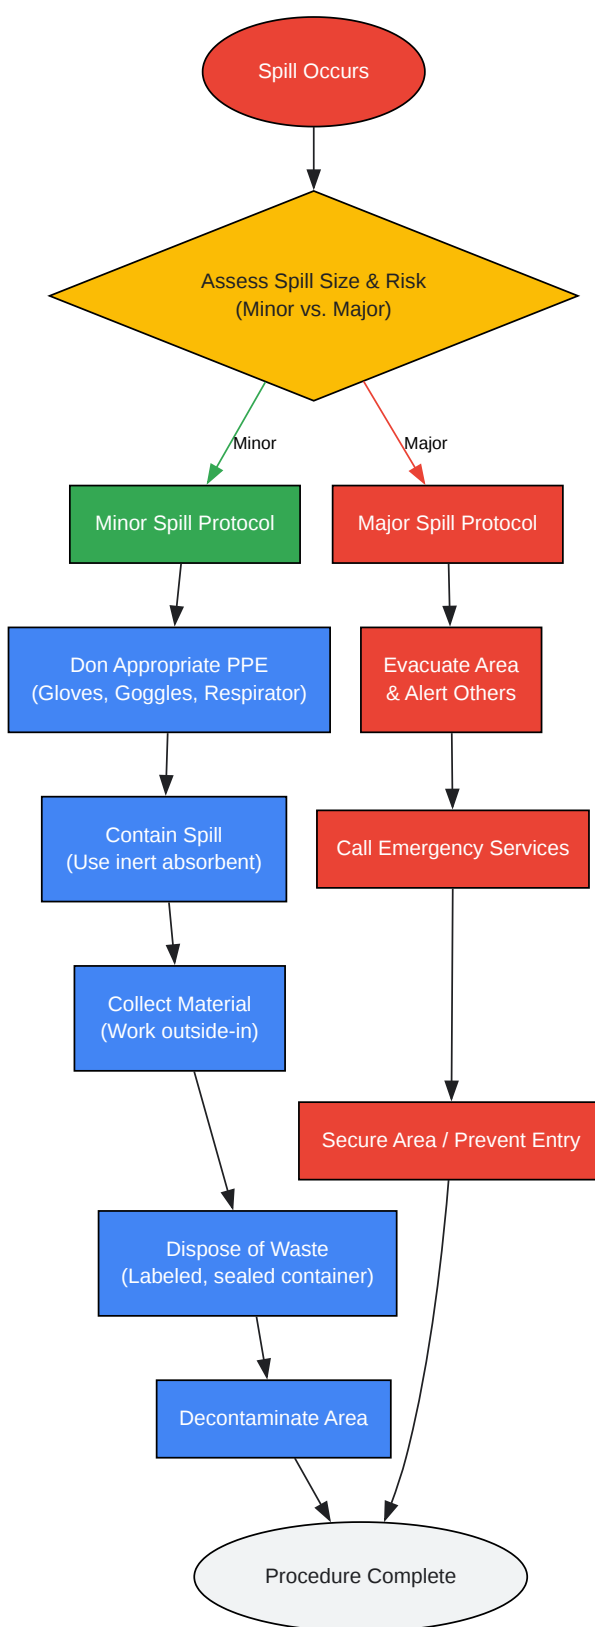 Spill Occurs
Assess Spill Size & Risk
(Minor vs. Major)
Minor
Major
Minor Spill Protocol
Major Spill Protocol
Don Appropriate PPE
(Gloves, Goggles, Respirator)
Evacuate Area
& Alert Others
Contain Spill
(Use inert absorbent)
Call Emergency Services
Collect Material
(Work outside-in)
Secure Area / Prevent Entry
Dispose of Waste
(Labeled, sealed container)
Decontaminate Area
Procedure Complete